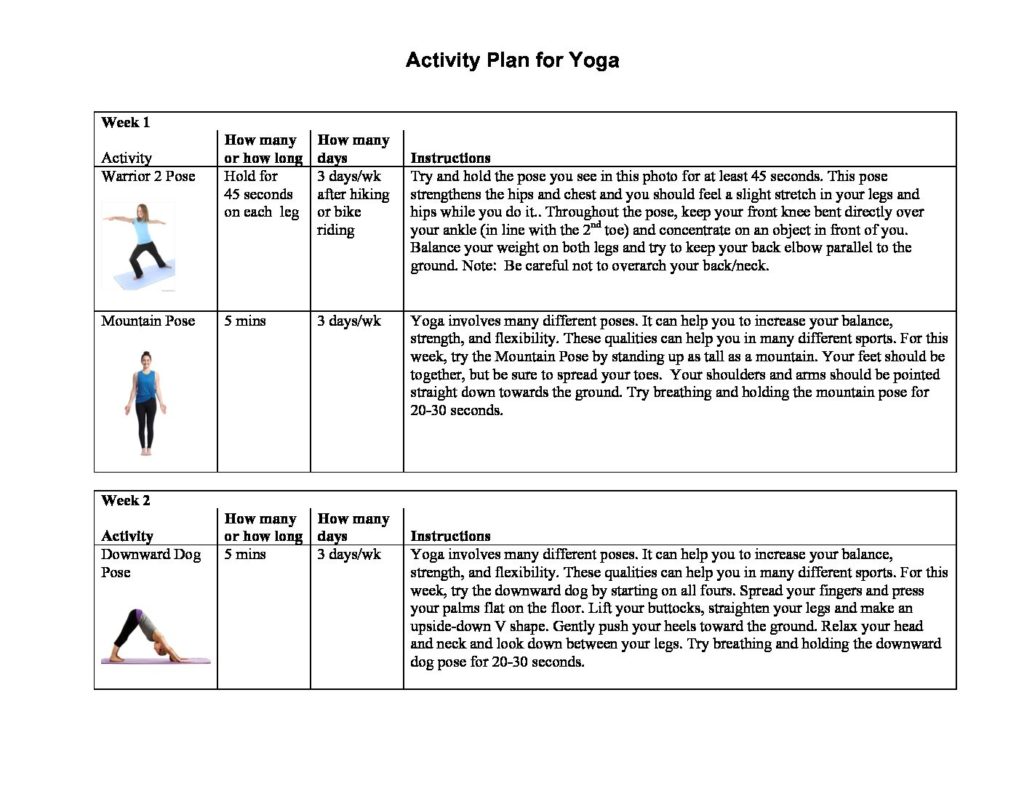 Activity Plan for Yoga
Week 1
Activity
How many
or how long
How many
days
Instructions
Warrior 2 Pose
Hold for
45 seconds
on each leg
3 days/wk
after hiking
or bike
riding
Try and hold the pose you see in this photo for at least 45 seconds. This pose
strengthens the hips and chest and you should feel a slight stretch in your legs and
hips while you do it.. Throughout the pose, keep your front knee bent directly over
your ankle (in line with the 2nd toe) and concentrate on an object in front of you.
Balance your weight on both legs and try to keep your back elbow parallel to the
ground. Note: Be careful not to overarch your back/neck.
Mountain Pose
5 mins
3 days/wk
Yoga involves many different poses. It can help you to increase your balance,
strength, and flexibility. These qualities can help you in many different sports. For this
week, try the Mountain Pose by standing up as tall as a mountain. Your feet should be
together, but be sure to spread your toes. Your shoulders and arms should be pointed
straight down towards the ground. Try breathing and holding the mountain pose for
20-30 seconds.
Week 2
Activity
How many
or how long
How many
days
Instructions
Downward Dog
Pose
5 mins
3 days/wk
Yoga involves many different poses. It can help you to increase your balance,
strength, and flexibility. These qualities can help you in many different sports. For this
week, try the downward dog by starting on all fours. Spread your fingers and press
your palms flat on the floor. Lift your buttocks, straighten your legs and make an
upside-down V shape. Gently push your heels toward the ground. Relax your head
and neck and look down between your legs. Try breathing and holding the downward
dog pose for 20-30 seconds.